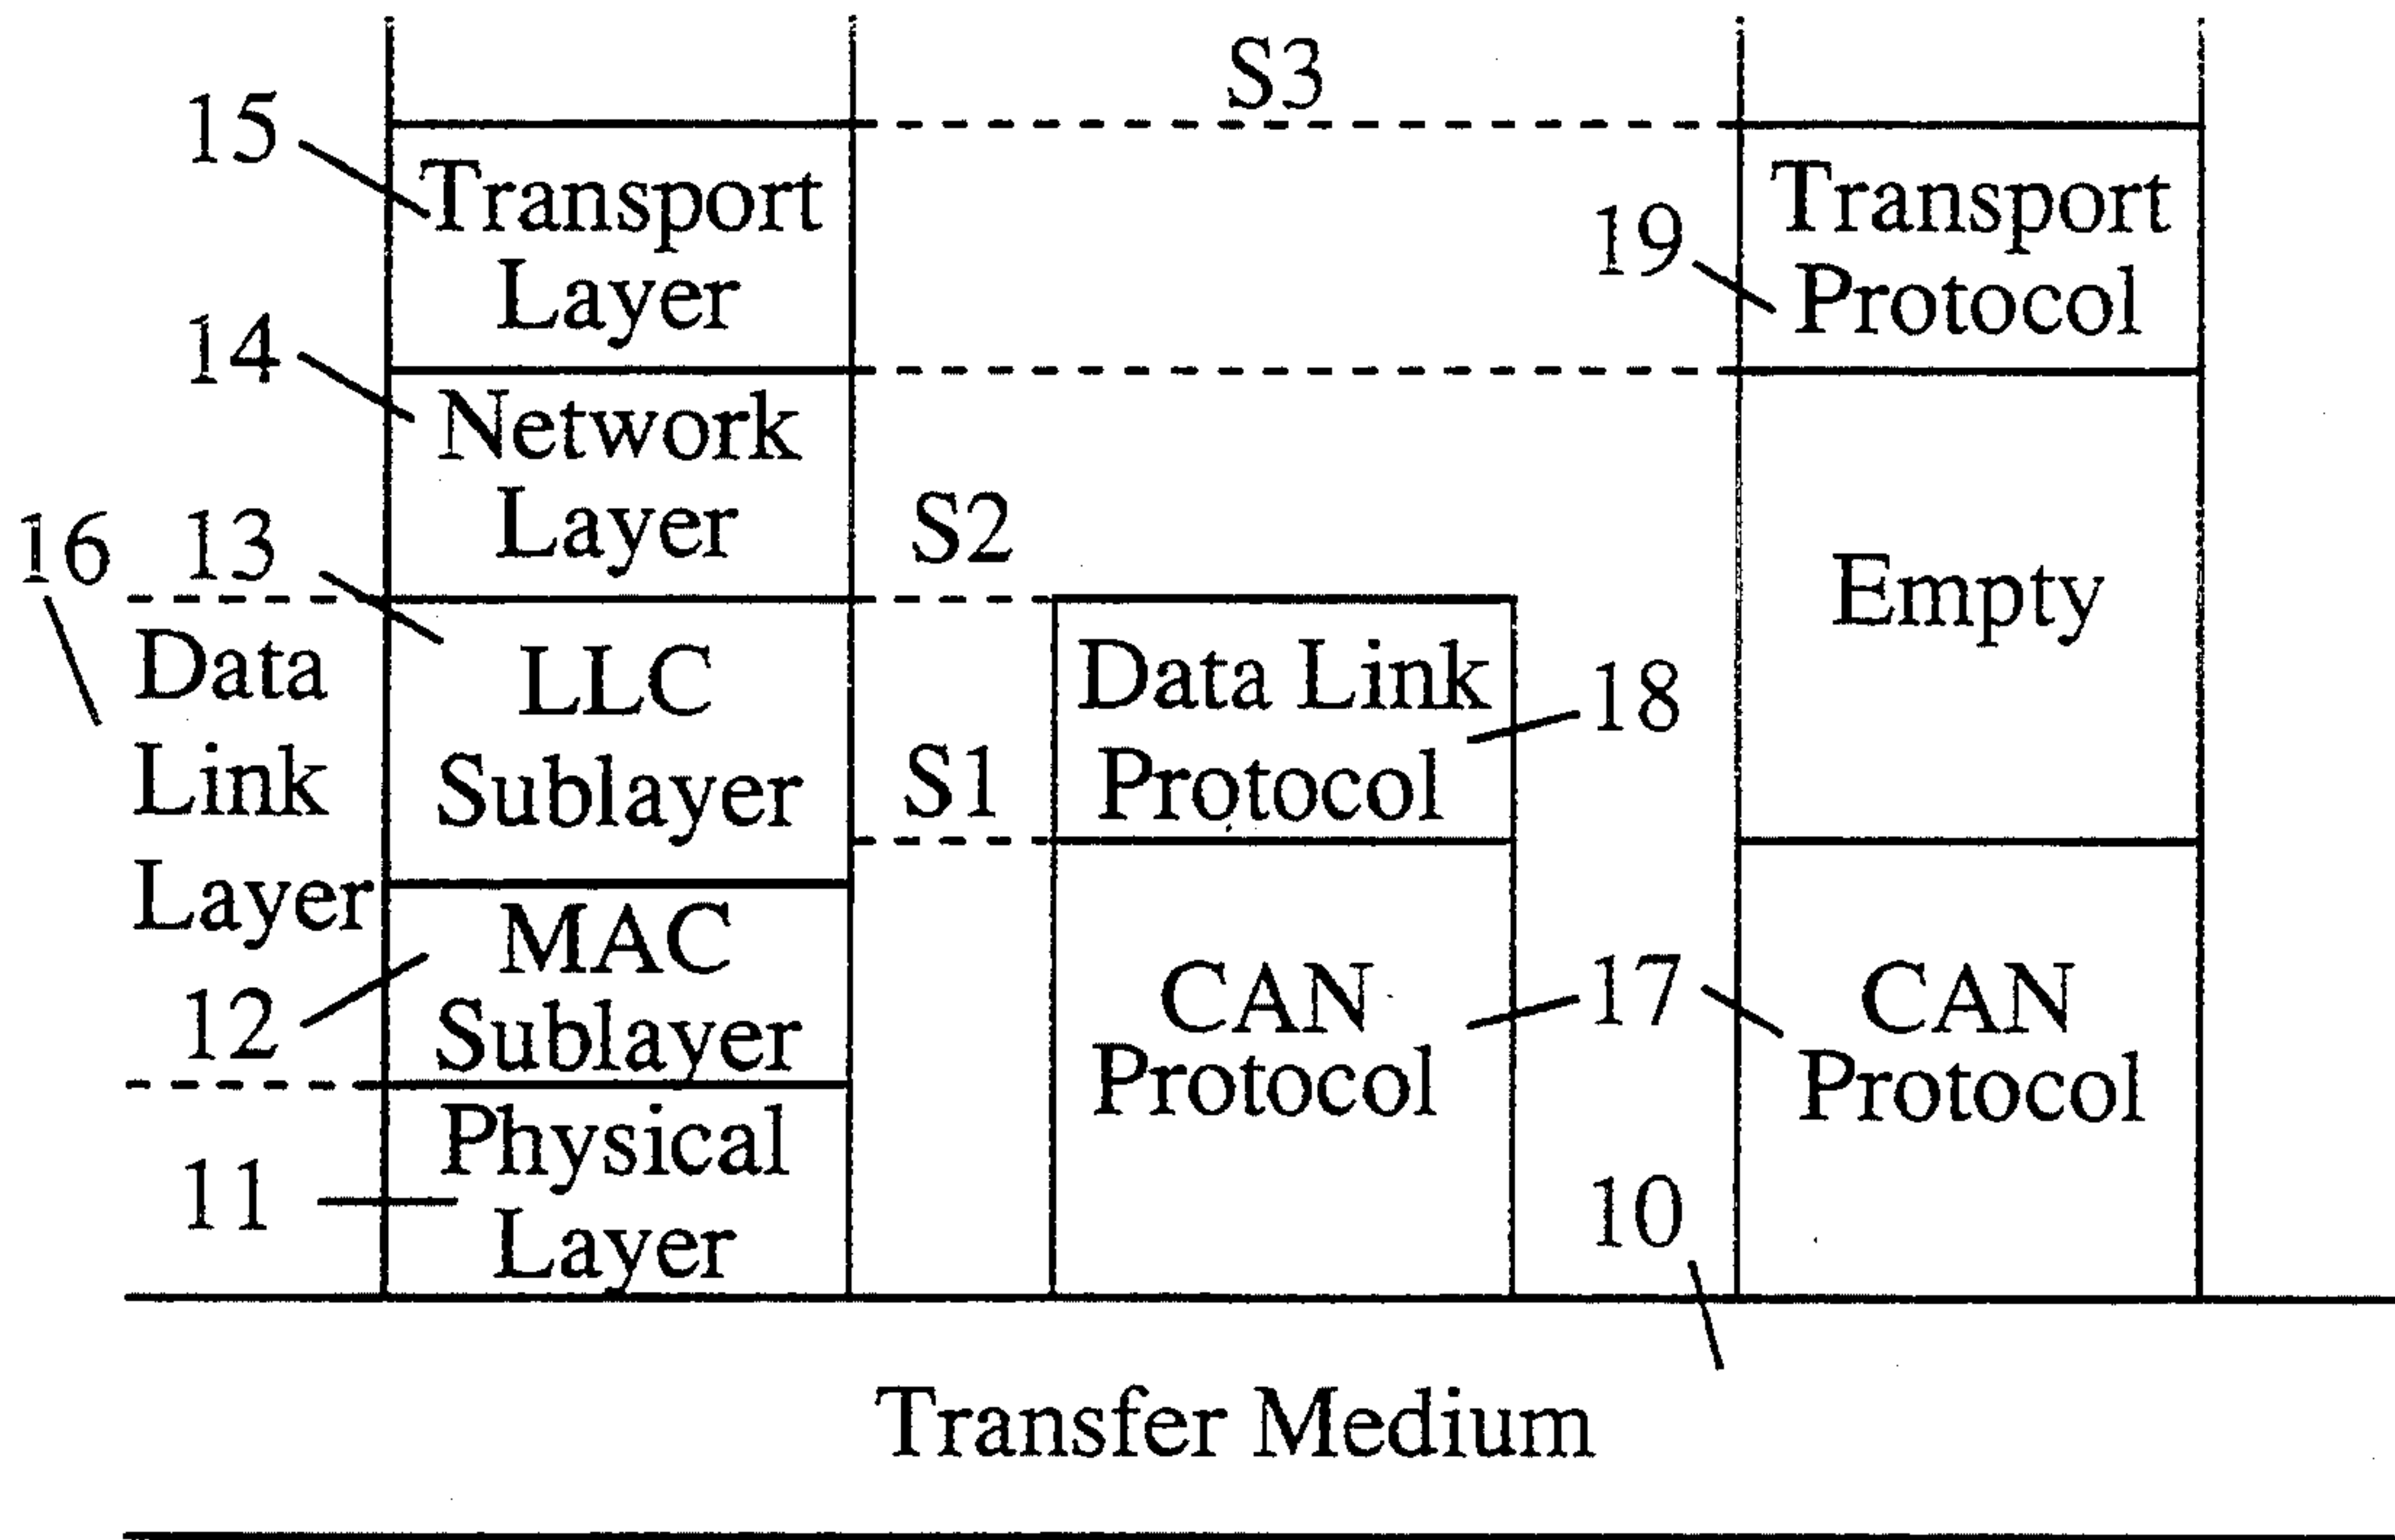 S3
15
Transport
Layer
19
Transport
Protocol
14
Network
Layer
S2
16
13
Empty
Data
Link
Layer
LLC
Sublayer
S1
Data Link
Protocol
18
MAC
Sublayer
12
CAN
Protocol
17
CAN
Protocol
Physical
Layer
11
10
Transfer Medium